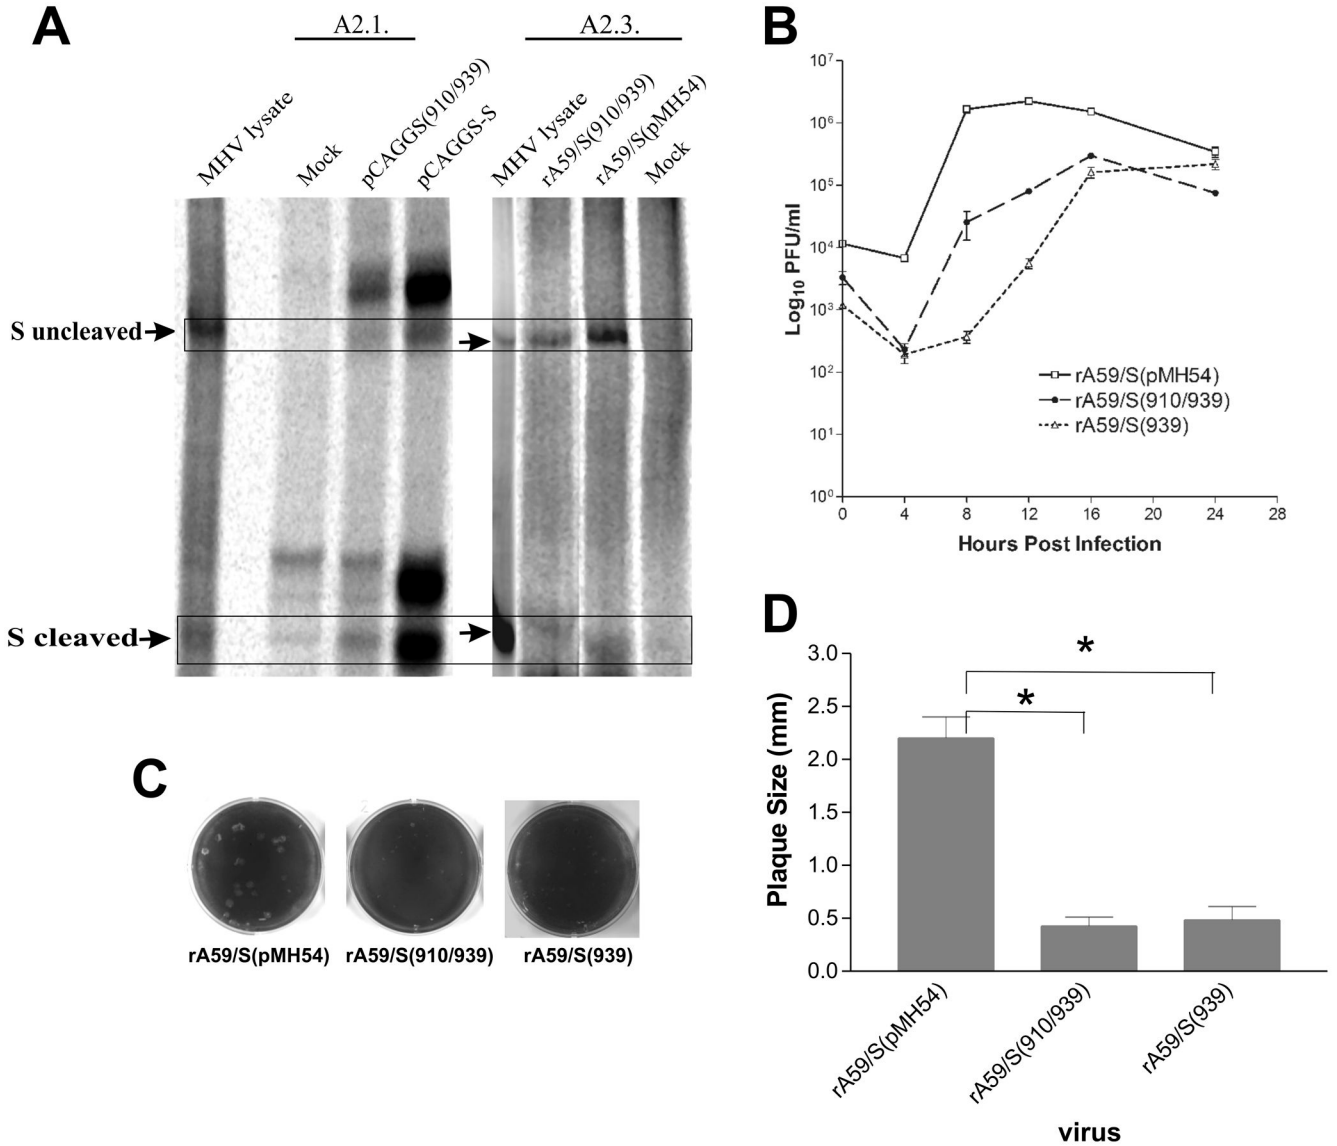 A
A2.1.
A2.3.
MHV lysate
Mock
pCAGGS(910/939)
pCAGGS-S
MHV lysate
rA59/S(910/939)
rA59/S(pMH54)
Mock
S uncleaved
S cleaved
B
10⁷
10⁶
10⁵
10⁴
10³
10²
10¹
10⁰
Log₁₀ PFU/ml
0 4 8 12 16 20 24 28
Hours Post Infection
rA59/S(pMH54)
rA59/S(910/939)
rA59/S(939)
C
rA59/S(pMH54) rA59/S(910/939) rA59/S(939)
D
*
*
3.0
2.5
2.0
1.5
1.0
0.5
0.0
Plaque Size (mm)
rA59/S(pMH54)
rA59/S(910/939)
rA59/S(939)
virus